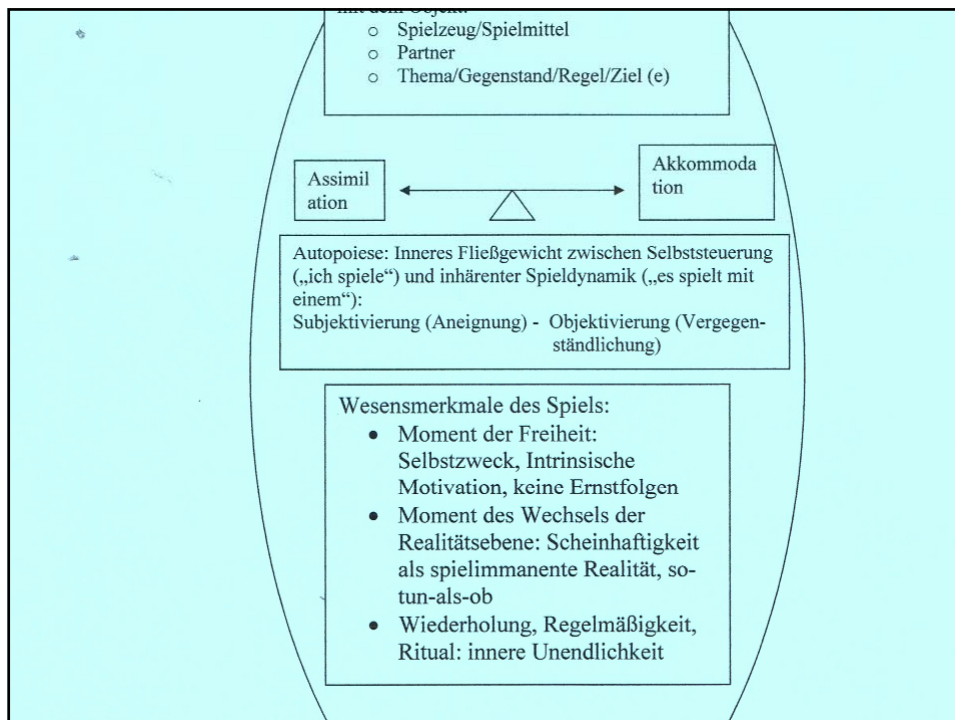 mit dem Objekt:
o Spielzeug/Spielmittel
o Partner
o Thema/Gegenstand/Regel/Ziel (e)
Assimil
ation
Akkommoda
tion
Autopoiese: Inneres Fließgewicht zwischen Selbststeuerung
(„ich spiele“) und inhärenter Spieldynamik („es spielt mit
einem“):
Subjektivierung (Aneignung) - Objektivierung (Vergegen-
ständlichung)
Wesensmerkmale des Spiels:
• Moment der Freiheit:
Selbstzweck, Intrinsische
Motivation, keine Ernstfolgen
• Moment des Wechsels der
Realitätsebene: Scheinhaftigkeit
als spielimmanente Realität, so-
tun-als-ob
• Wiederholung, Regelmäßigkeit,
Ritual: innere Unendlichkeit